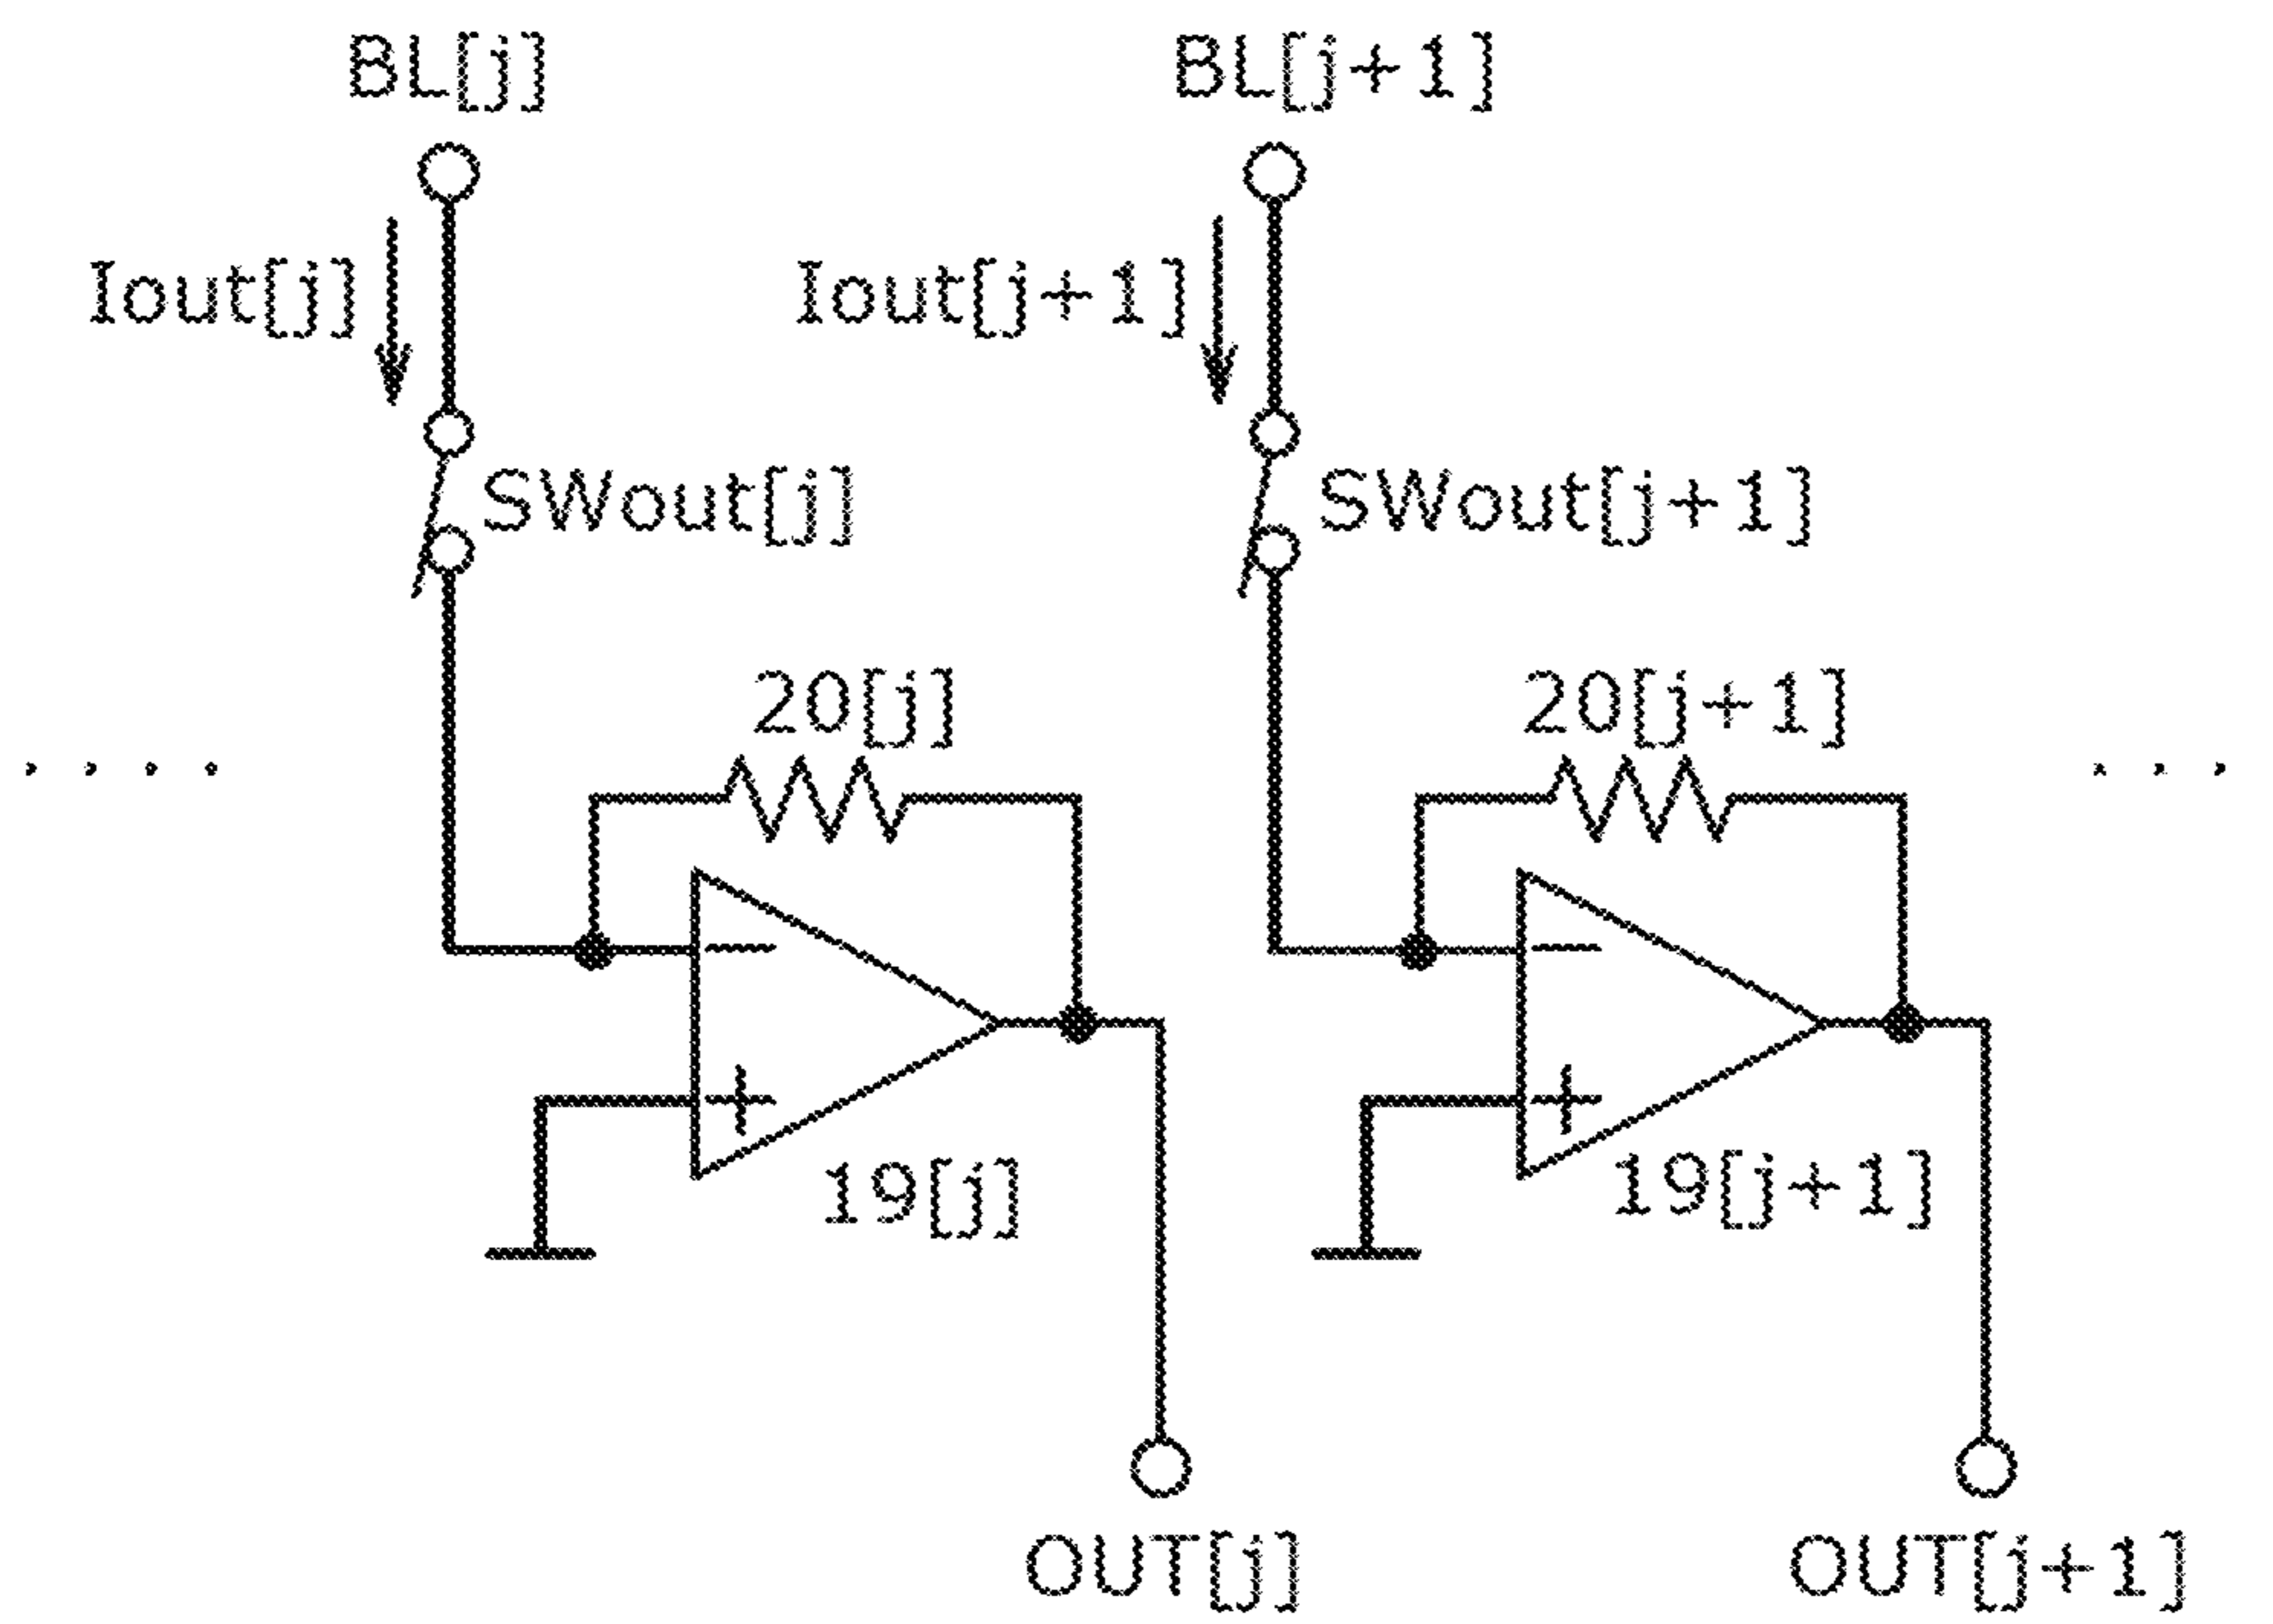 BL[j] BL[j+1]
Iout[j] Iout[j+1]
SWout[j] SWout[j+1]
20[j] 20[j+1]
. . . . . . .
− −
+ +
19[j] 19[j+1]
OUT[j] OUT[j+1]